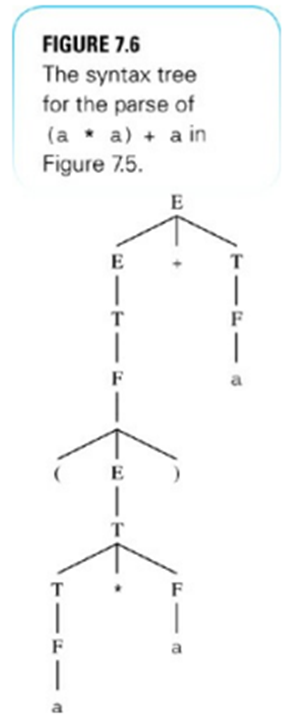 FIGURE 7.6
The syntax tree
for the parse of
(a * a) + a in
Figure 7.5.
E
E + T
T F
F a
( E )
T
T * F
F a
a